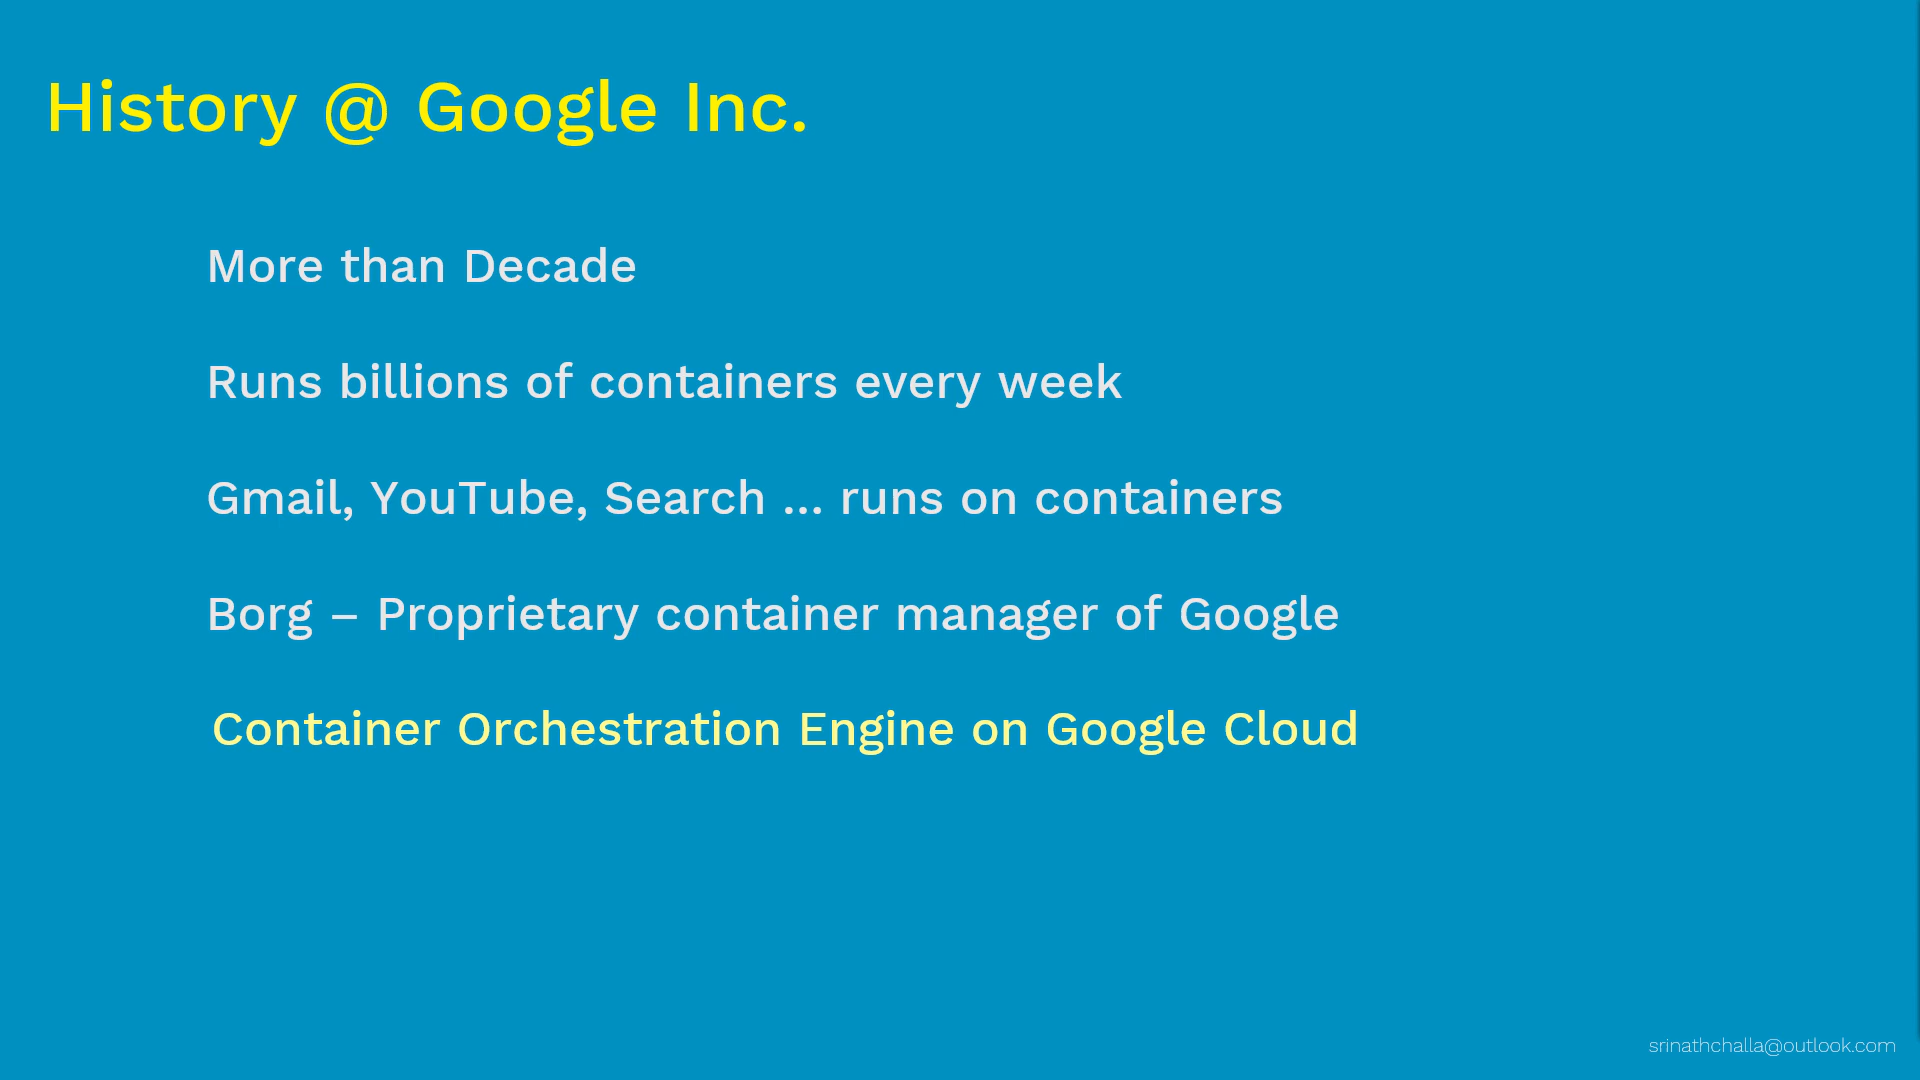 History @ Google Inc.
More than Decade
Runs billions of containers every week
Gmail, YouTube, Search ... runs on containers
Borg – Proprietary container manager of Google
Container Orchestration Engine on Google Cloud
srinathchalla@outlook.com